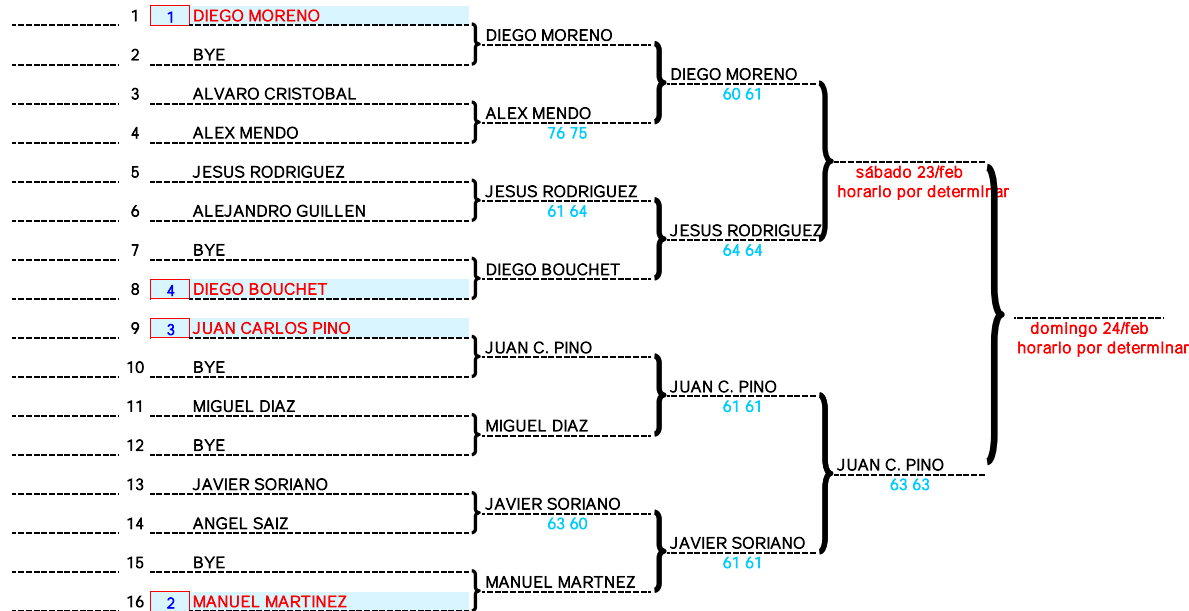 1 1 DIEGO MORENO
DIEGO MORENO
2 BYE
DIEGO MORENO
60 61
3 ALVARO CRISTOBAL
ALEX MENDO
76 75
4 ALEX MENDO
sábado 23/feb
horario por determinar
5 JESUS RODRIGUEZ
JESUS RODRIGUEZ
61 64
6 ALEJANDRO GUILLEN
JESUS RODRIGUEZ
64 64
7 BYE
DIEGO BOUCHET
8 4 DIEGO BOUCHET
domingo 24/feb
horario por determinar
9 3 JUAN CARLOS PINO
JUAN C. PINO
10 BYE
JUAN C. PINO
61 61
11 MIGUEL DIAZ
MIGUEL DIAZ
12 BYE
JUAN C. PINO
63 63
13 JAVIER SORIANO
JAVIER SORIANO
63 60
14 ANGEL SAIZ
JAVIER SORIANO
61 61
15 BYE
MANUEL MARTNEZ
16 2 MANUEL MARTINEZ